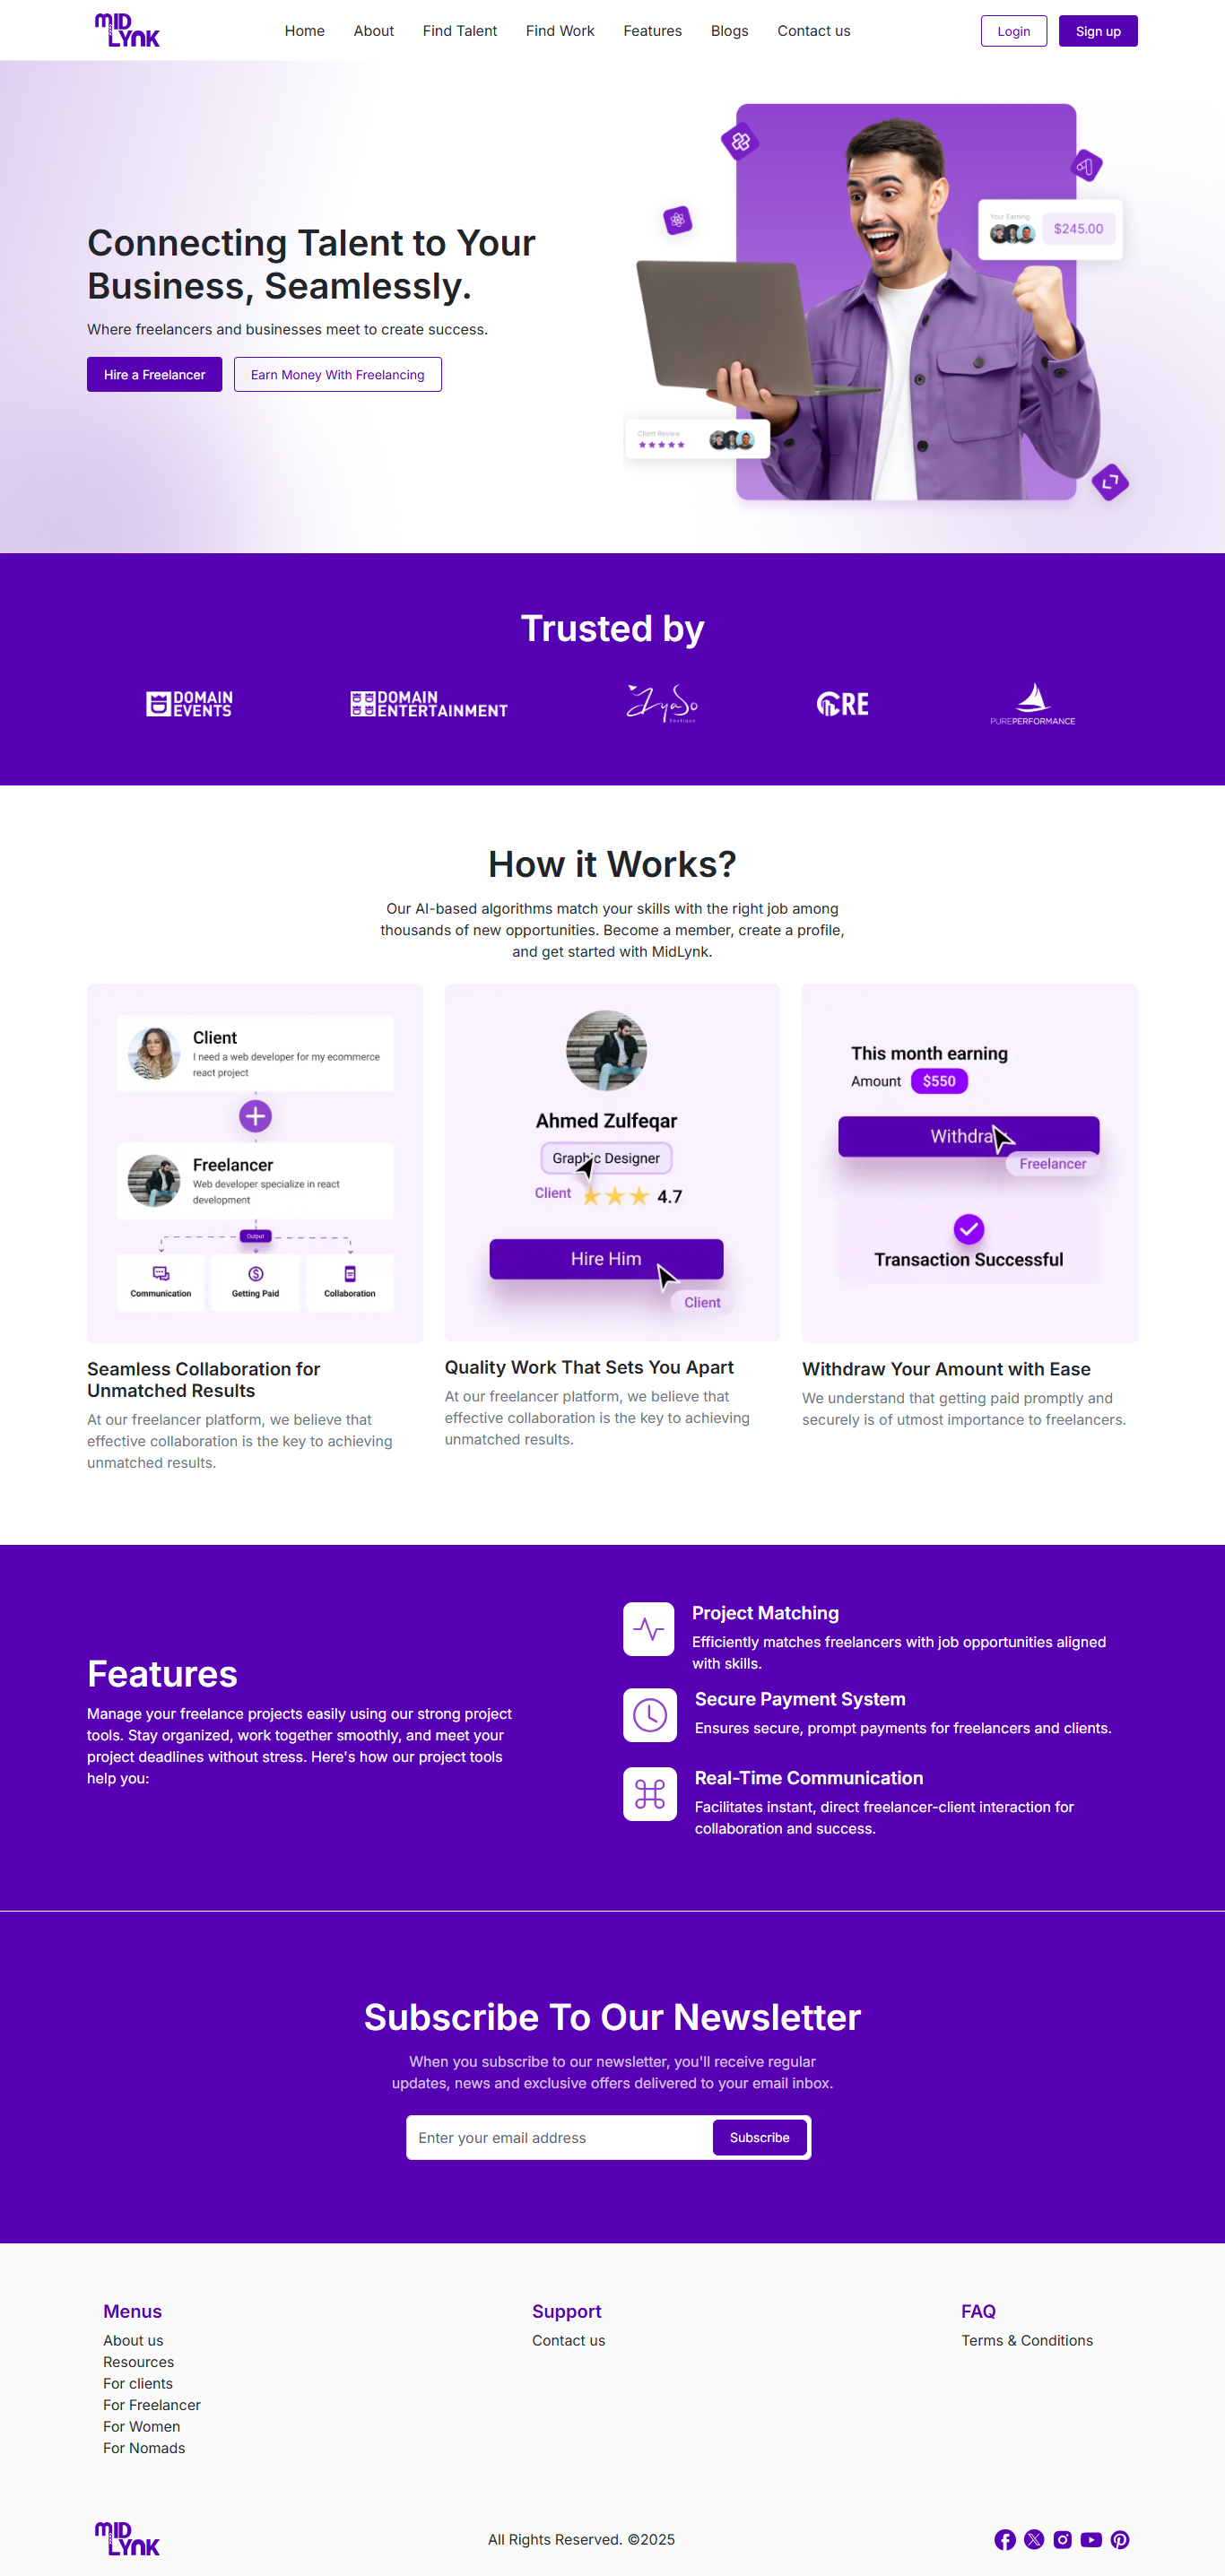 MID
LYNK
Home
About
Find Talent
Find Work
Features
Blogs
Contact us
Login
Sign up
Connecting Talent to Your
Business, Seamlessly.
Where freelancers and businesses meet to create success.
Hire a Freelancer
Earn Money With Freelancing
Your Earning
$245.00
Client Review
Trusted by
DOMAIN
EVENTS
DOMAIN
ENTERTAINMENT
ZyaSo
Boutique
CRE
PUREPERFORMANCE
How it Works?
Our AI-based algorithms match your skills with the right job among
thousands of new opportunities. Become a member, create a profile,
and get started with MidLynk.
Client
I need a web developer for my ecommerce
react project
Freelancer
Web developer specialize in react
development
Output
Communication
Getting Paid
Collaboration
Seamless Collaboration for
Unmatched Results
At our freelancer platform, we believe that
effective collaboration is the key to achieving
unmatched results.
Ahmed Zulfeqar
Graphic Designer
Client
4.7
Hire Him
Client
Quality Work That Sets You Apart
At our freelancer platform, we believe that
effective collaboration is the key to achieving
unmatched results.
This month earning
Amount $550
Withdraw
Freelancer
Transaction Successful
Withdraw Your Amount with Ease
We understand that getting paid promptly and
securely is of utmost importance to freelancers.
Features
Manage your freelance projects easily using our strong project
tools. Stay organized, work together smoothly, and meet your
project deadlines without stress. Here's how our project tools
help you:
Project Matching
Efficiently matches freelancers with job opportunities aligned
with skills.
Secure Payment System
Ensures secure, prompt payments for freelancers and clients.
Real-Time Communication
Facilitates instant, direct freelancer-client interaction for
collaboration and success.
Subscribe To Our Newsletter
When you subscribe to our newsletter, you'll receive regular
updates, news and exclusive offers delivered to your email inbox.
Enter your email address
Subscribe
Menus
About us
Resources
For clients
For Freelancer
For Women
For Nomads
Support
Contact us
FAQ
Terms & Conditions
MID
LYNK
All Rights Reserved. ©2025